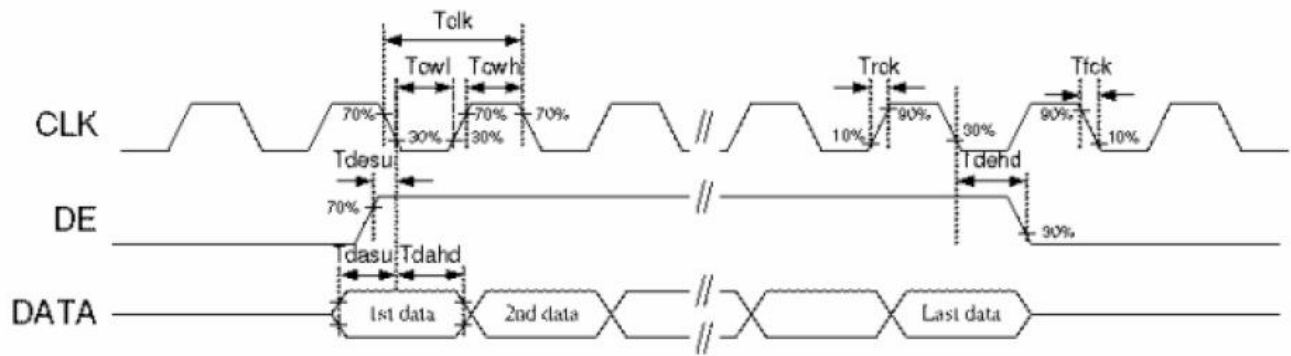 Tclk
Tcwl Tcwh Trck Tfck
CLK 70% 30% 70% 30% 70% 10% 90% 30% 90% 10%
Tdesu Tdehd
DE 70% 30%
Tdasu Tdahd
DATA 1st data 2nd data Last data